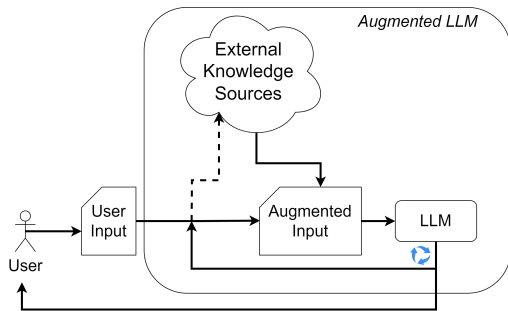 Augmented LLM
External
Knowledge
Sources
User
Input
Augmented
Input
LLM
User